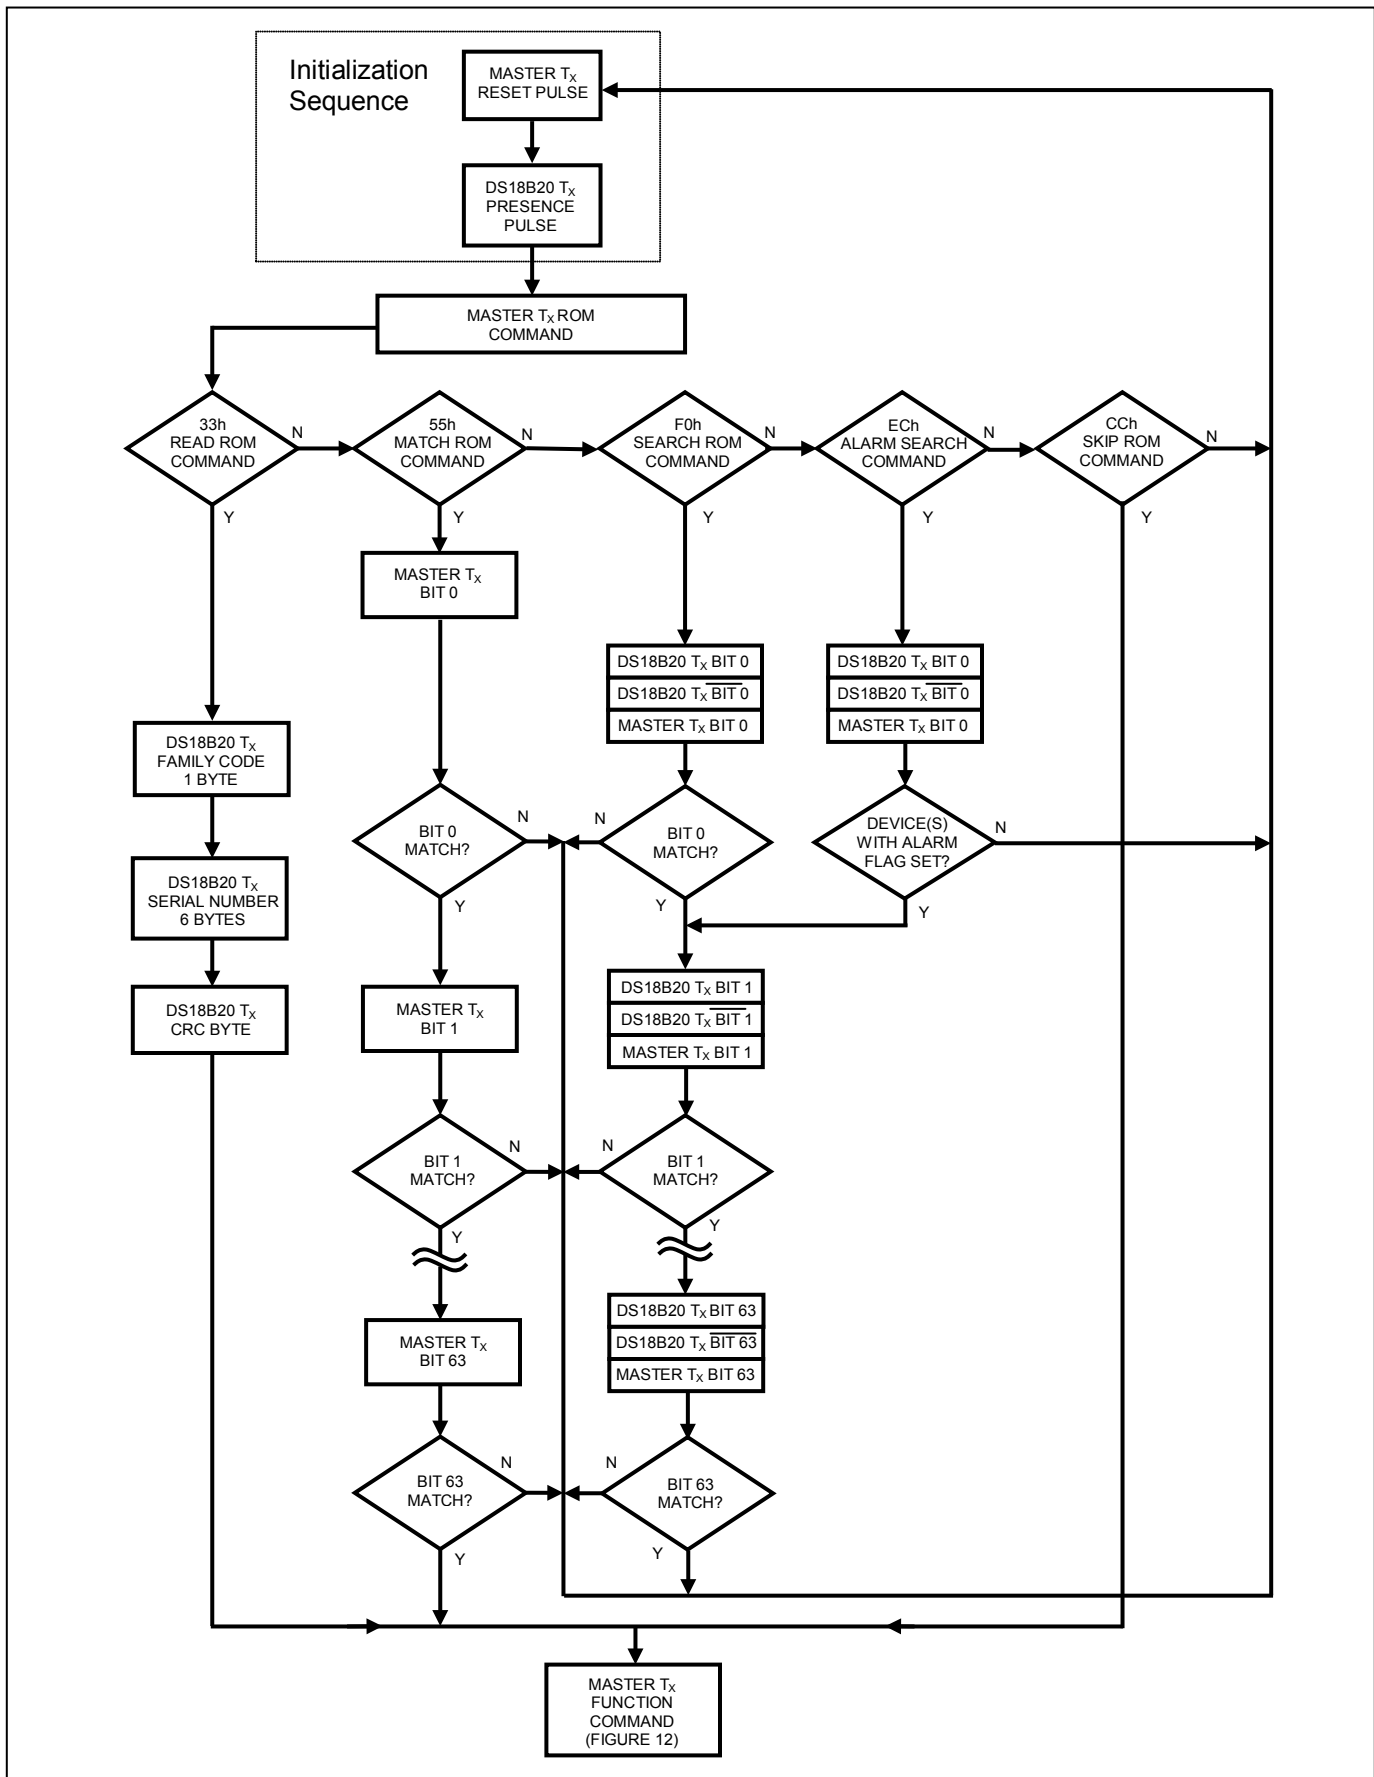 Initialization
Sequence
MASTER TX
RESET PULSE
DS18B20 TX
PRESENCE
PULSE
MASTER TX ROM
COMMAND
33h
READ ROM
COMMAND
N
Y
55h
MATCH ROM
COMMAND
N
Y
F0h
SEARCH ROM
COMMAND
N
Y
ECh
ALARM SEARCH
COMMAND
N
Y
CCh
SKIP ROM
COMMAND
N
Y
MASTER TX
BIT 0
DS18B20 TX BIT 0
DS18B20 TX BIT 0
MASTER TX BIT 0
DS18B20 TX BIT 0
DS18B20 TX BIT 0
MASTER TX BIT 0
DS18B20 TX
FAMILY CODE
1 BYTE
BIT 0
MATCH?
N
Y
BIT 0
MATCH?
N
Y
DEVICE(S)
WITH ALARM
FLAG SET?
N
Y
DS18B20 TX
SERIAL NUMBER
6 BYTES
DS18B20 TX
CRC BYTE
MASTER TX
BIT 1
DS18B20 TX BIT 1
DS18B20 TX BIT 1
MASTER TX BIT 1
BIT 1
MATCH?
N
Y
BIT 1
MATCH?
N
Y
MASTER TX
BIT 63
DS18B20 TX BIT 63
DS18B20 TX BIT 63
MASTER TX BIT 63
BIT 63
MATCH?
N
Y
BIT 63
MATCH?
N
Y
MASTER TX
FUNCTION
COMMAND
(FIGURE 12)